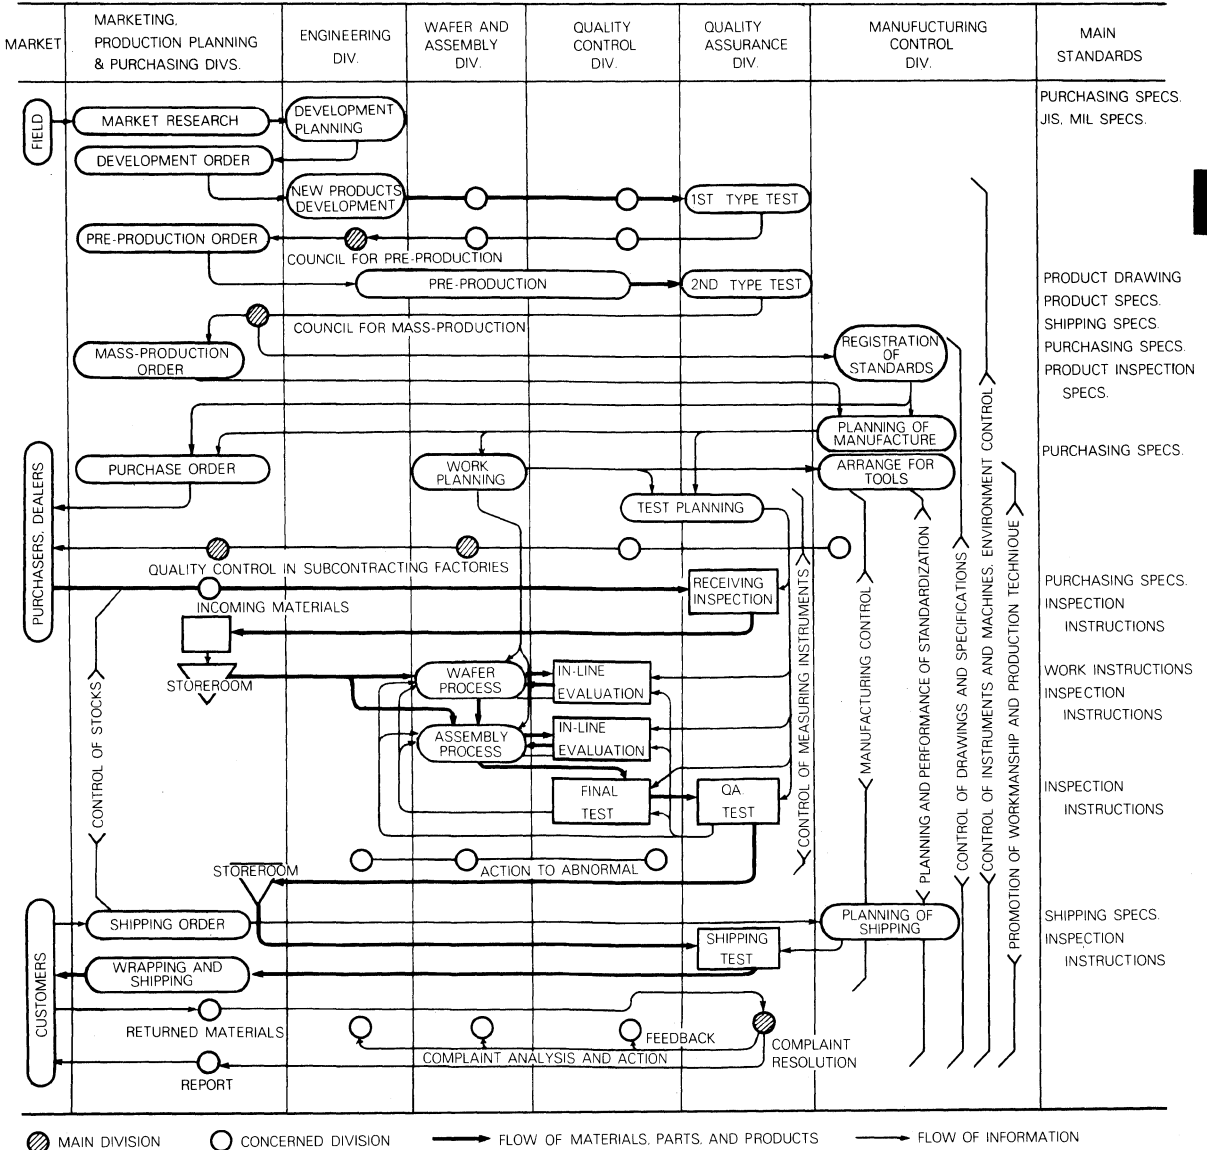 MARKET
MARKETING,
PRODUCTION PLANNING
& PURCHASING DIVS.
ENGINEERING
DIV.
WAFER AND
ASSEMBLY
DIV.
QUALITY
CONTROL
DIV.
QUALITY
ASSURANCE
DIV.
MANUFACTURING
CONTROL
DIV.
MAIN
STANDARDS
FIELD
MARKET RESEARCH
DEVELOPMENT
PLANNING
PURCHASING SPECS.
JIS, MIL SPECS.
DEVELOPMENT ORDER
NEW PRODUCTS
DEVELOPMENT
1ST TYPE TEST
PRE-PRODUCTION ORDER
COUNCIL FOR PRE-PRODUCTION
PRE-PRODUCTION
2ND TYPE TEST
PRODUCT DRAWING
PRODUCT SPECS.
SHIPPING SPECS.
PURCHASING SPECS.
PRODUCT INSPECTION
SPECS.
COUNCIL FOR MASS-PRODUCTION
MASS-PRODUCTION
ORDER
REGISTRATION
OF
STANDARDS
PLANNING OF
MANUFACTURE
PURCHASERS, DEALERS
PURCHASE ORDER
WORK
PLANNING
ARRANGE FOR
TOOLS
PURCHASING SPECS.
TEST PLANNING
QUALITY CONTROL IN SUBCONTRACTING FACTORIES
RECEIVING
INSPECTION
INCOMING MATERIALS
PURCHASING SPECS.
INSPECTION
INSTRUCTIONS
STOREROOM
WAFER
PROCESS
IN-LINE
EVALUATION
WORK INSTRUCTIONS
INSPECTION
INSTRUCTIONS
ASSEMBLY
PROCESS
IN-LINE
EVALUATION
FINAL
TEST
QA.
TEST
INSPECTION
INSTRUCTIONS
CONTROL OF STOCKS
CONTROL OF MEASURING INSTRUMENTS
MANUFACTURING CONTROL
PLANNING AND PERFORMANCE OF STANDARDIZATION
CONTROL OF DRAWINGS AND SPECIFICATIONS
CONTROL OF INSTRUMENTS AND MACHINES, ENVIRONMENT CONTROL
PROMOTION OF WORKMANSHIP AND PRODUCTION TECHNIQUE
ACTION TO ABNORMAL
STOREROOM
CUSTOMERS
SHIPPING ORDER
PLANNING OF
SHIPPING
SHIPPING SPECS.
INSPECTION
INSTRUCTIONS
SHIPPING
TEST
WRAPPING AND
SHIPPING
RETURNED MATERIALS
FEEDBACK
COMPLAINT ANALYSIS AND ACTION
COMPLAINT
RESOLUTION
REPORT
MAIN DIVISION
CONCERNED DIVISION
FLOW OF MATERIALS, PARTS, AND PRODUCTS
FLOW OF INFORMATION